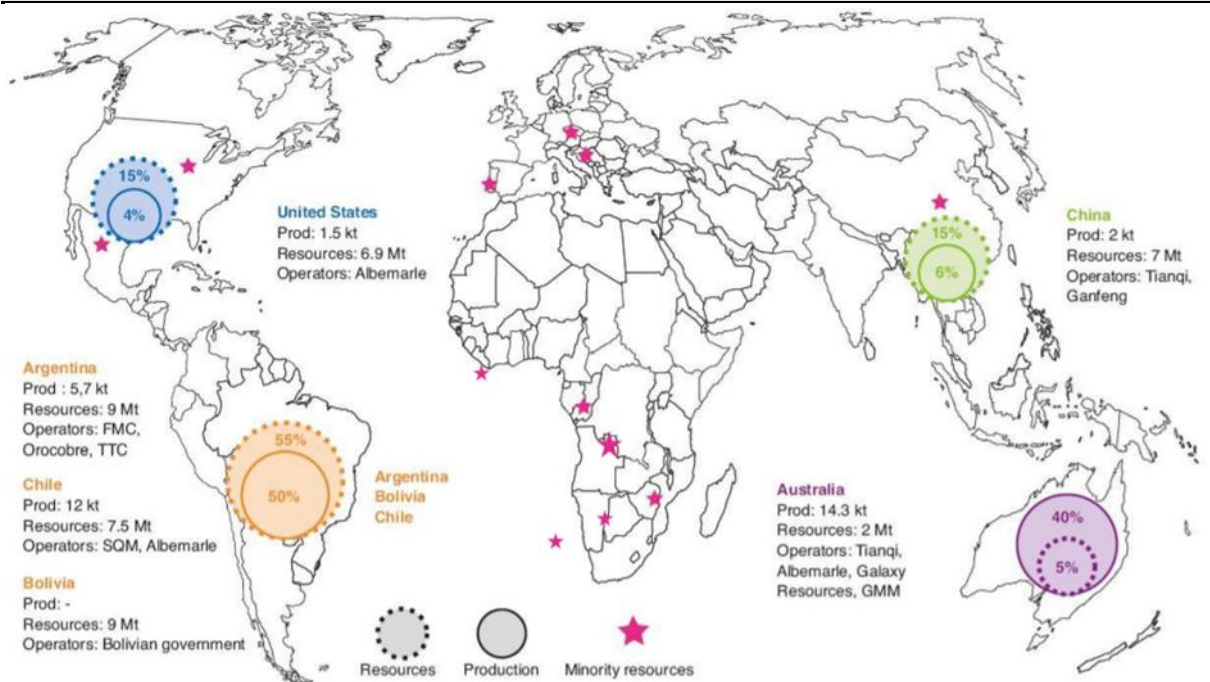 15%
4%
United States
Prod: 1.5 kt
Resources: 6.9 Mt
Operators: Albemarle
15%
6%
China
Prod: 2 kt
Resources: 7 Mt
Operators: Tianqi,
Ganfeng
Argentina
Prod : 5,7 kt
Resources: 9 Mt
Operators: FMC,
Orocobre, TTC
Chile
Prod: 12 kt
Resources: 7.5 Mt
Operators: SQM, Albemarle
Bolivia
Prod: -
Resources: 9 Mt
Operators: Bolivian government
55%
50%
Argentina
Bolivia
Chile
Australia
Prod: 14.3 kt
Resources: 2 Mt
Operators: Tianqi,
Albemarle, Galaxy
Resources, GMM
40%
5%
Resources
Production
Minority resources